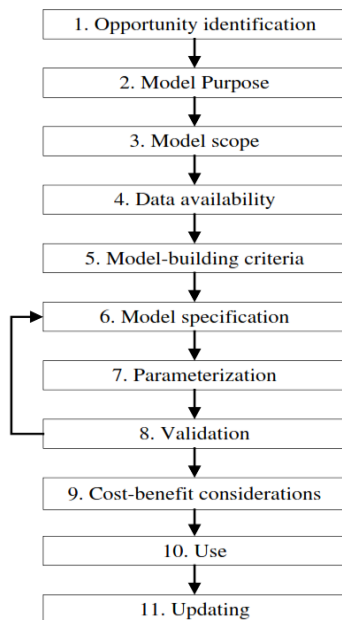 1. Opportunity identification
2. Model Purpose
3. Model scope
4. Data availability
5. Model-building criteria
6. Model specification
7. Parameterization
8. Validation
9. Cost-benefit considerations
10. Use
11. Updating